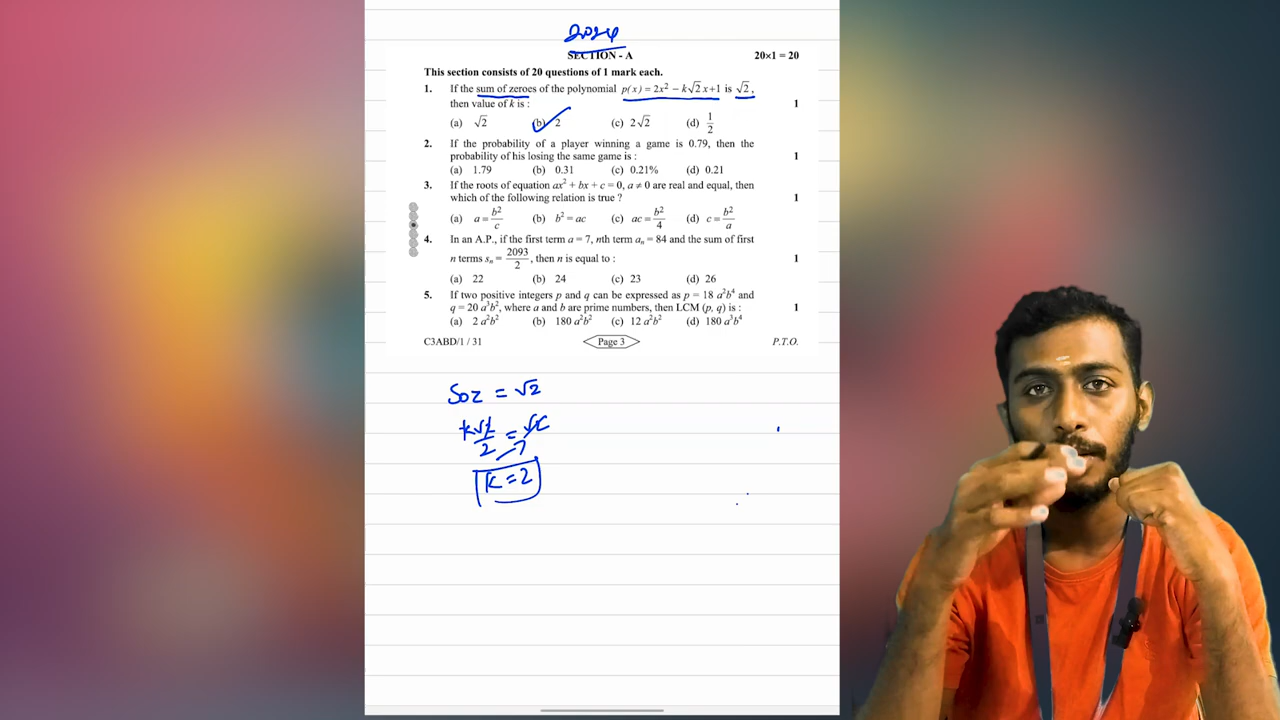 2024
SECTION - A 20×1 = 20
This section consists of 20 questions of 1 mark each.
1. If the sum of zeroes of the polynomial p(x) = 2x² − k√2 x+1 is √2,
then value of k is : 1
(a) √2 (b) 2 (c) 2√2 (d) 1/2
2. If the probability of a player winning a game is 0.79, then the
probability of his losing the same game is : 1
(a) 1.79 (b) 0.31 (c) 0.21% (d) 0.21
3. If the roots of equation ax² + bx + c = 0, a ≠ 0 are real and equal, then
which of the following relation is true ? 1
(a) a = b²/c (b) b² = ac (c) ac = b²/4 (d) c = b²/a
4. In an A.P., if the first term a = 7, nth term aₙ = 84 and the sum of first
n terms sₙ = 2093/2, then n is equal to : 1
(a) 22 (b) 24 (c) 23 (d) 26
5. If two positive integers p and q can be expressed as p = 18 a²b⁴ and
q = 20 a³b², where a and b are prime numbers, then LCM (p, q) is : 1
(a) 2 a²b² (b) 180 a²b² (c) 12 a²b² (d) 180 a³b⁴
C3ABD/1 / 31 Page 3 P.T.O.
SOZ = √2
k√2/2 = √2
k = 2